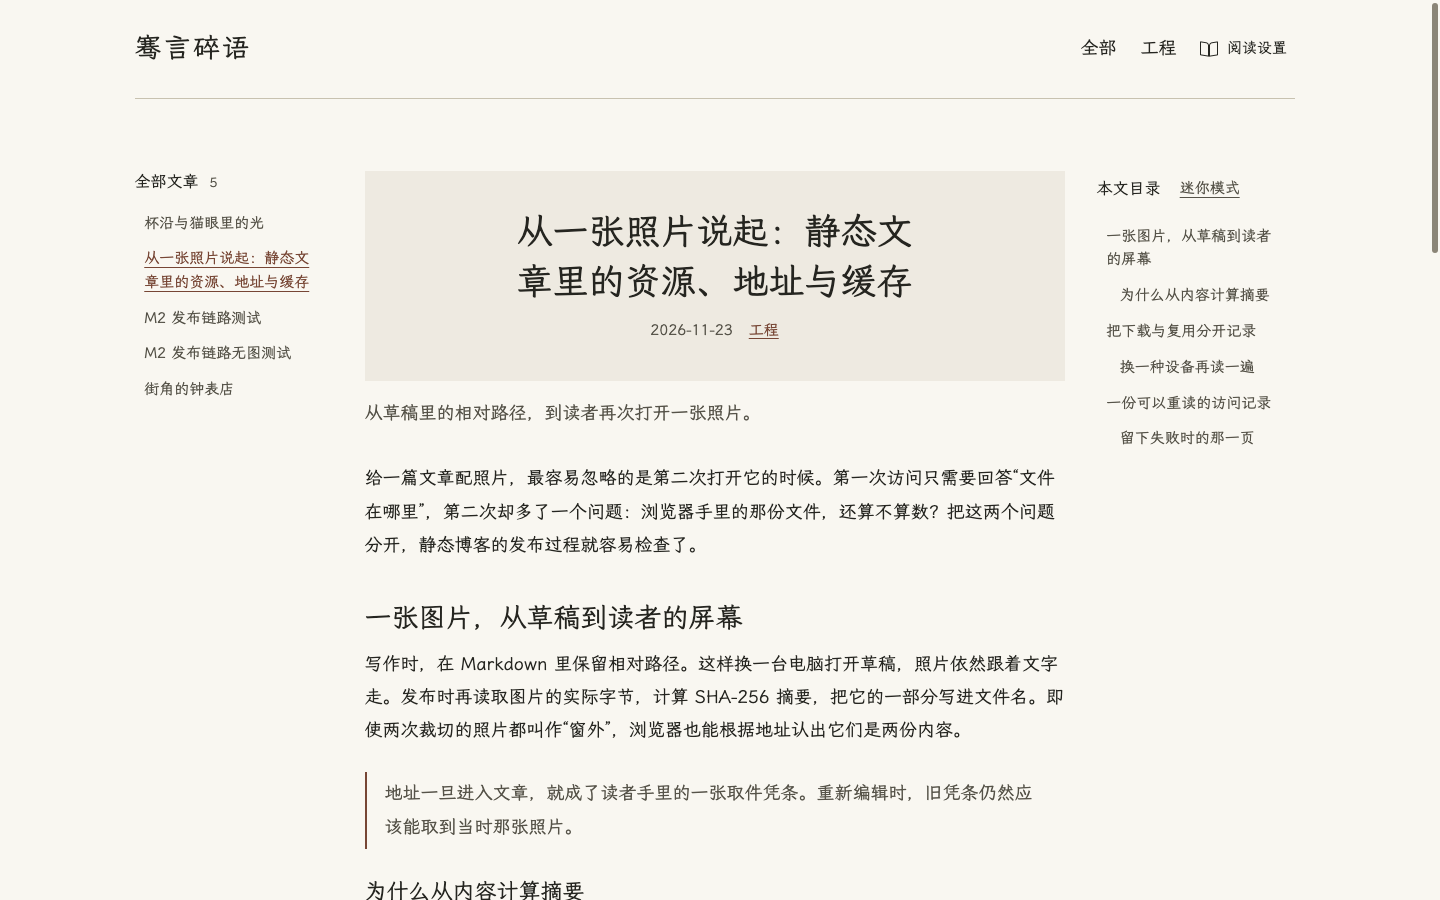 骞言碎语
全部
工程
阅读设置
全部文章 5
杯沿与猫眼里的光
从一张照片说起：静态文
章里的资源、地址与缓存
M2 发布链路测试
M2 发布链路无图测试
街角的钟表店
从一张照片说起：静态文
章里的资源、地址与缓存
2026-11-23 工程
从草稿里的相对路径，到读者再次打开一张照片。
给一篇文章配照片，最容易忽略的是第二次打开它的时候。第一次访问只需要回答“文件
在哪里”，第二次却多了一个问题：浏览器手里的那份文件，还算不算数？把这两个问题
分开，静态博客的发布过程就容易检查了。
一张图片，从草稿到读者的屏幕
写作时，在 Markdown 里保留相对路径。这样换一台电脑打开草稿，照片依然跟着文字
走。发布时再读取图片的实际字节，计算 SHA-256 摘要，把它的一部分写进文件名。即
使两次裁切的照片都叫作“窗外”，浏览器也能根据地址认出它们是两份内容。
地址一旦进入文章，就成了读者手里的一张取件凭条。重新编辑时，旧凭条仍然应
该能取到当时那张照片。
为什么从内容计算摘要
本文目录 迷你模式
一张图片，从草稿到读者
的屏幕
为什么从内容计算摘要
把下载与复用分开记录
换一种设备再读一遍
一份可以重读的访问记录
留下失败时的那一页